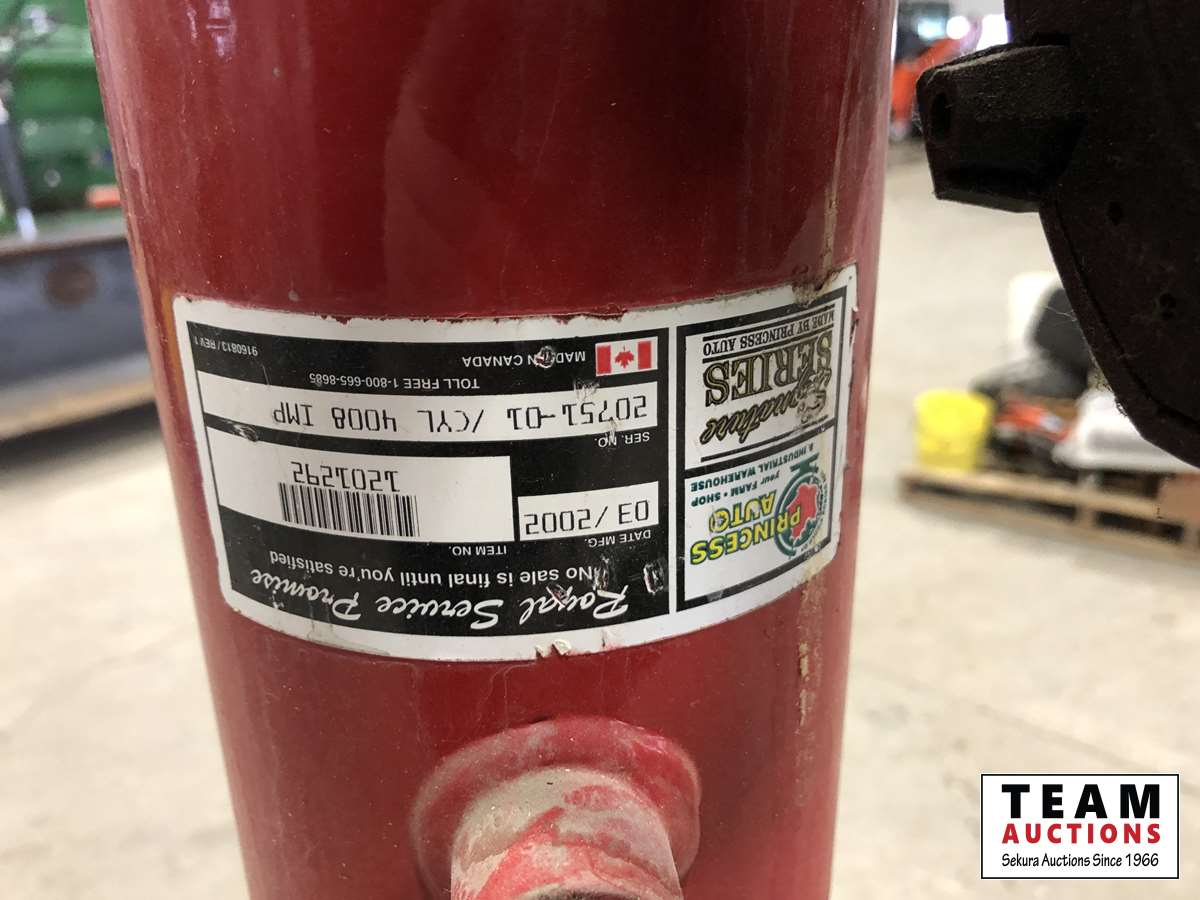 Royal Service Promise
No sale is final until you're satisfied
DATE MFG.
03/2002
ITEM NO.
1201292
SER. NO.
20751-01 /CYL 4008 IMP
TOLL FREE 1-800-665-8685
MADE IN CANADA
9160813 / REV 1
PRINCESS
AUTO
your FARM • SHOP
& INDUSTRIAL WAREHOUSE
Signature
SERIES
MADE BY PRINCESS AUTO
TEAM
AUCTIONS
Sekura Auctions Since 1966